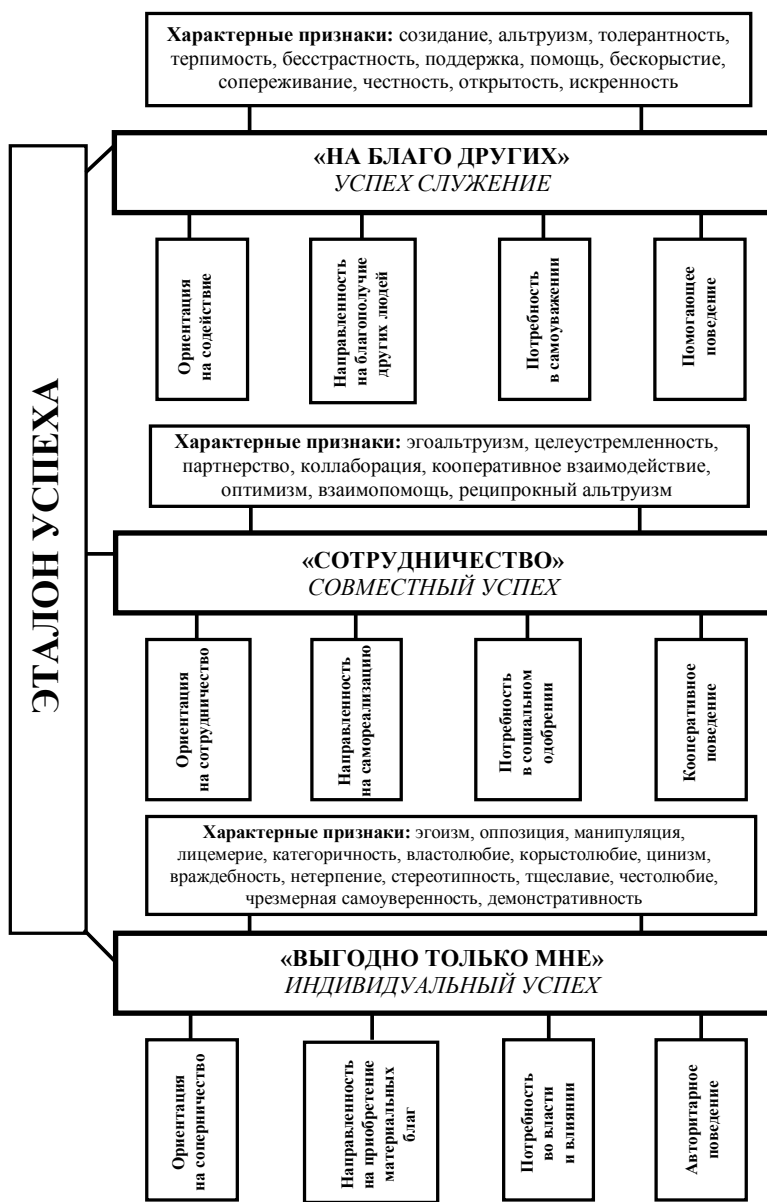 ЭТАЛОН УСПЕХА
Характерные признаки: созидание, альтруизм, толерантность,
терпимость, бесстрастность, поддержка, помощь, бескорыстие,
сопереживание, честность, открытость, искренность
«НА БЛАГО ДРУГИХ»
УСПЕХ СЛУЖЕНИЕ
Ориентация
на содействие
Направленность
на благополучие
других людей
Потребность
в самоуважении
Помогающее
поведение
Характерные признаки: эгоальтруизм, целеустремленность,
партнерство, коллаборация, кооперативное взаимодействие,
оптимизм, взаимопомощь, реципрокный альтруизм
«СОТРУДНИЧЕСТВО»
СОВМЕСТНЫЙ УСПЕХ
Ориентация
на сотрудничество
Направленность
на самореализацию
Потребность
в социальном
одобрении
Кооперативное
поведение
Характерные признаки: эгоизм, оппозиция, манипуляция,
лицемерие, категоричность, властолюбие, корыстолюбие, цинизм,
враждебность, нетерпение, стереотипность, тщеславие, честолюбие,
чрезмерная самоуверенность, демонстративность
«ВЫГОДНО ТОЛЬКО МНЕ»
ИНДИВИДУАЛЬНЫЙ УСПЕХ
Ориентация
на соперничество
Направленность
на приобретение
материальных
благ
Потребность
во власти
и влиянии
Авторитарное
поведение